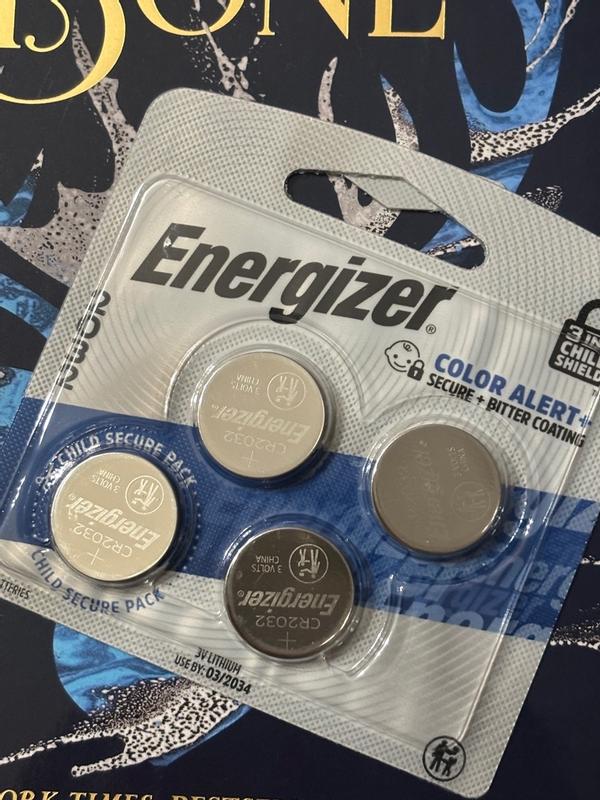 BONE
Energizer®
2032
3 IN
CHILD
SHIELD
COLOR ALERT+
SECURE + BITTER COATING
CHILD SECURE PACK
3 VOLTS
CHINA
Energizer®
CR2032
+
3 VOLTS
CHINA
Energizer®
CR2032
+
3 VOLTS
CHINA
Energizer®
CR2032
+
CHILD SECURE PACK
TTERIES
3V LITHIUM
USE BY: 03/2034
ORK TIMES BESTSE